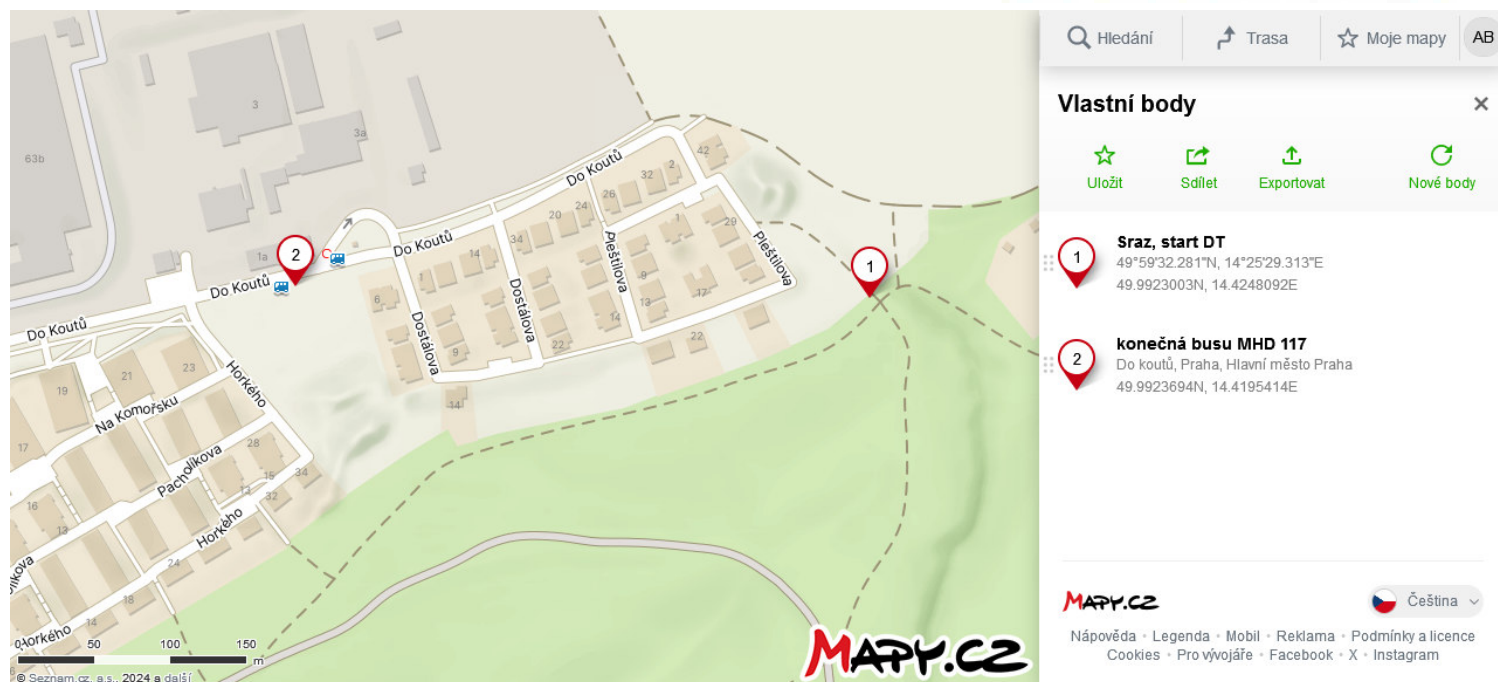 Hledání
Trasa
Moje mapy
AB
Vlastní body
×
Uložit
Sdílet
Exportovat
Nové body
1
Sraz, start DT
49°59'32.281"N, 14°25'29.313"E
49.9923003N, 14.4248092E
2
konečná busu MHD 117
Do koutů, Praha, Hlavní město Praha
49.9923694N, 14.4195414E
MAPY.CZ
Čeština
Nápověda • Legenda • Mobil • Reklama • Podmínky a licence
Cookies • Pro vývojáře • Facebook • X • Instagram
3
3a
63b
Do Koutů
42
2
32
26
24
20
1a
2
C
Do Koutů
14
34
1
29
Pleštilova
Pleštilova
1
Do Koutů
6
1
9
17
13
14
Dostálova
Dostálova
22
9
22
14
Do Koutů
21
23
19
Horkého
Na Komořsku
17
28
Pacholíkova
15
34
13
32
16
13
Horkého
24
18
14
Horkého
6
0
50
100
150
m
MAPY.CZ
© Seznam.cz, a.s., 2024 a další